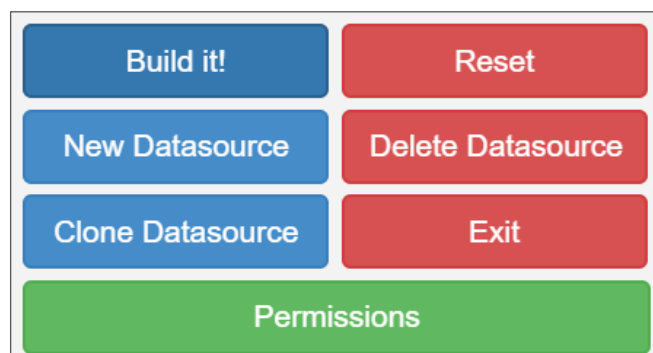 Build it!
Reset
New Datasource
Delete Datasource
Clone Datasource
Exit
Permissions